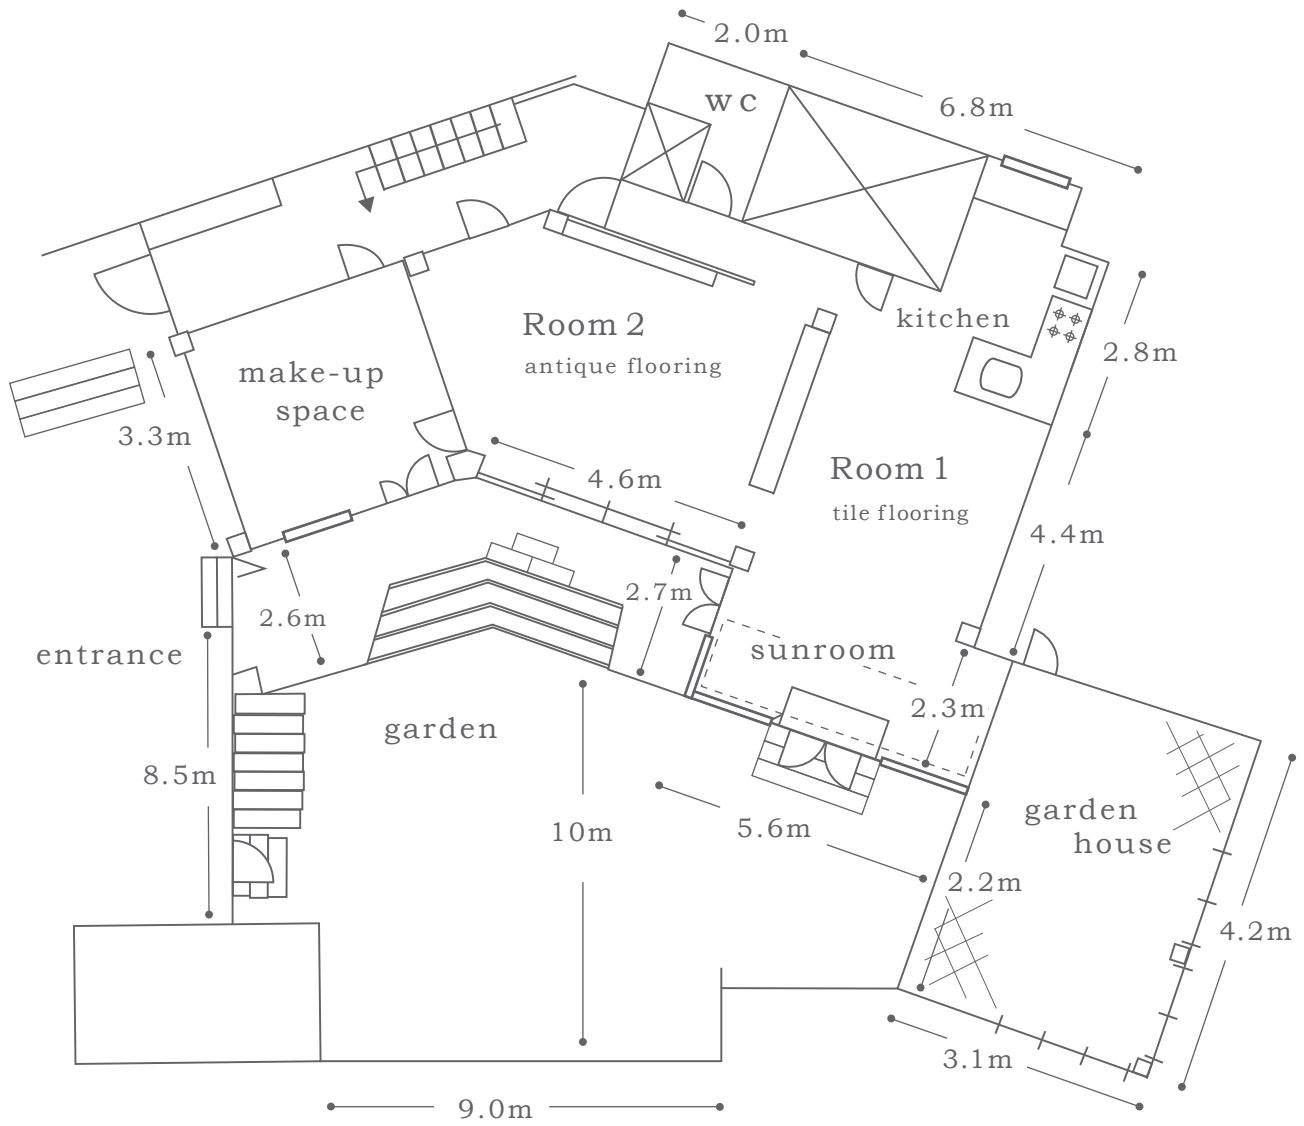 2.0m
wc
6.8m
Room 2
antique flooring
kitchen
2.8m
make-up
space
3.3m
4.6m
Room 1
tile flooring
4.4m
2.6m
2.7m
entrance
sunroom
2.3m
garden
8.5m
10m
5.6m
garden
house
2.2m
4.2m
3.1m
9.0m